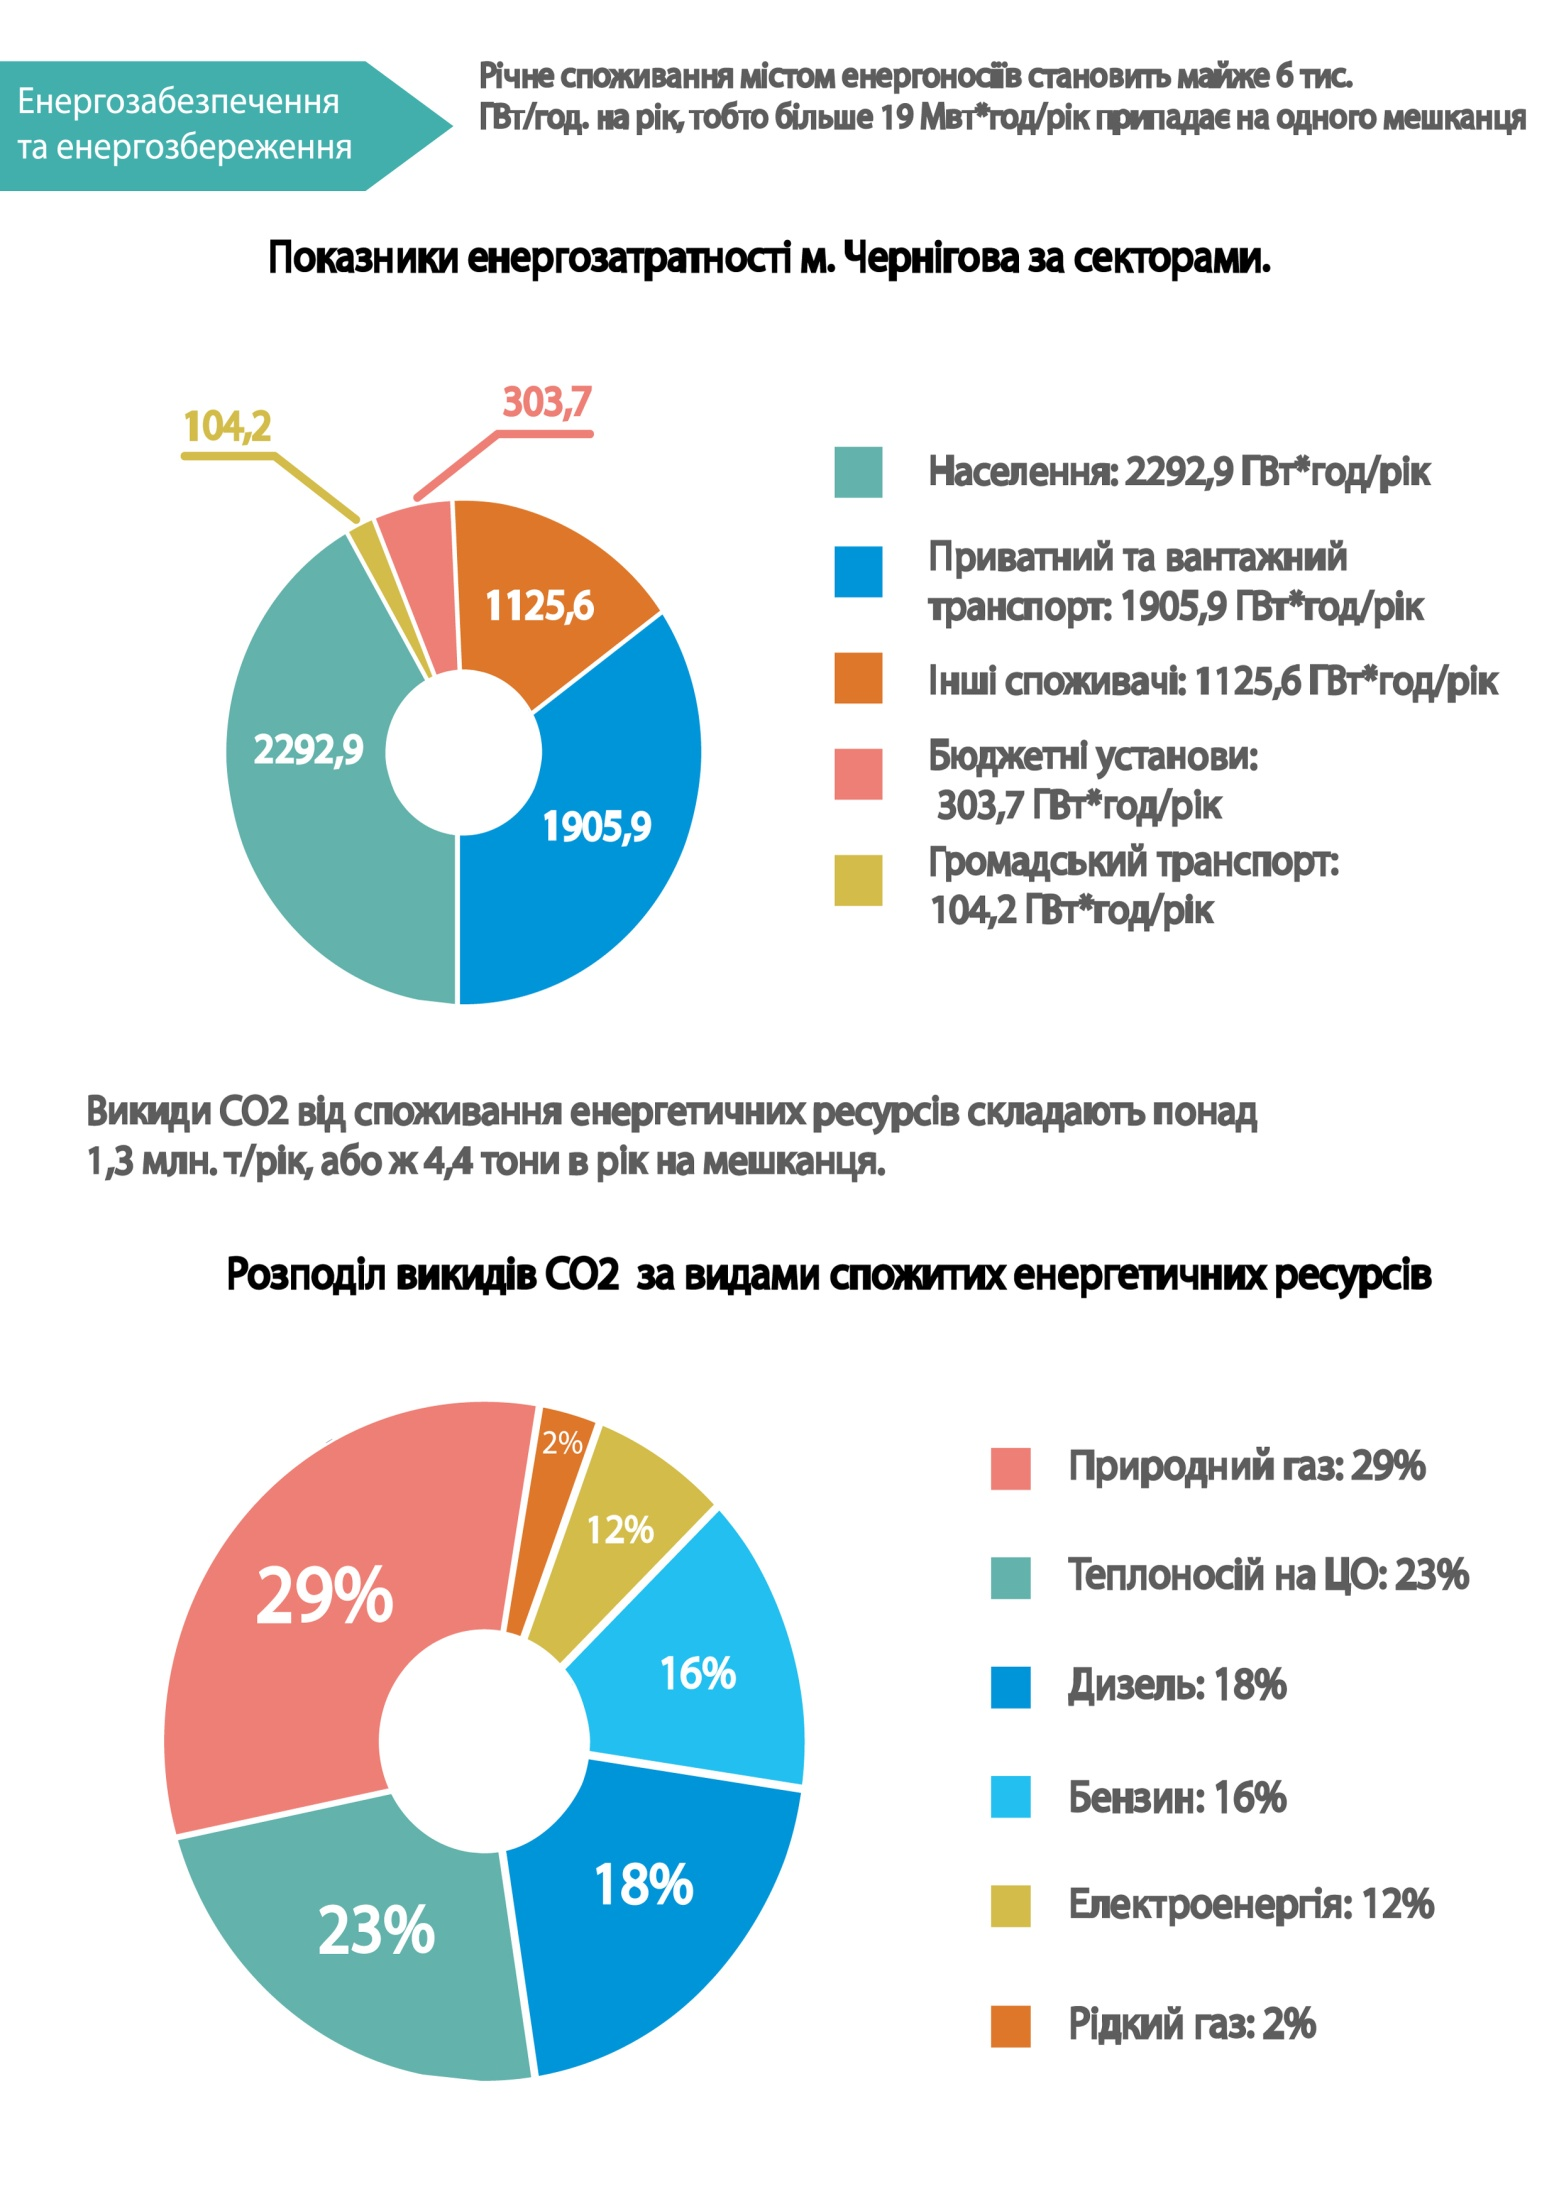 Енергозабезпечення
та енергозбереження
Річне споживання містом енергоносіїв становить майже 6 тис.
ГВт/год. на рік, тобто більше 19 Мвт*год/рік припадає на одного мешканця
Показники енергозатратності м. Чернігова за секторами.
104,2
303,7
1125,6
2292,9
1905,9
Населення: 2292,9 ГВт*год/рік
Приватний та вантажний
транспорт: 1905,9 ГВт*год/рік
Інші споживачі: 1125,6 ГВт*год/рік
Бюджетні установи:
303,7 ГВт*год/рік
Громадський транспорт:
104,2 ГВт*год/рік
Викиди СО2 від споживання енергетичних ресурсів складають понад
1,3 млн. т/рік, або ж 4,4 тони в рік на мешканця.
Розподіл викидів СО2 за видами спожитих енергетичних ресурсів
2%
12%
29%
16%
18%
23%
Природний газ: 29%
Теплоносій на ЦО: 23%
Дизель: 18%
Бензин: 16%
Електроенергія: 12%
Рідкий газ: 2%